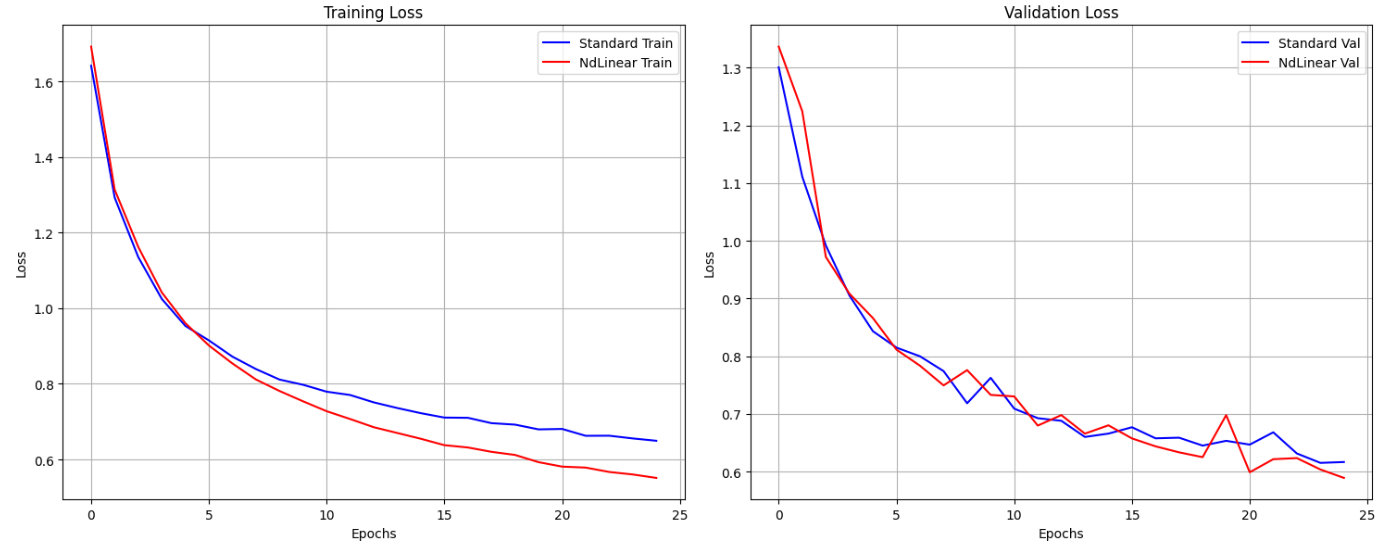 Training Loss
Standard Train
NdLinear Train
1.6
1.4
1.2
1.0
0.8
0.6
Loss
0
5
10
15
20
25
Epochs
Validation Loss
Standard Val
NdLinear Val
1.3
1.2
1.1
1.0
0.9
0.8
0.7
0.6
Loss
0
5
10
15
20
25
Epochs